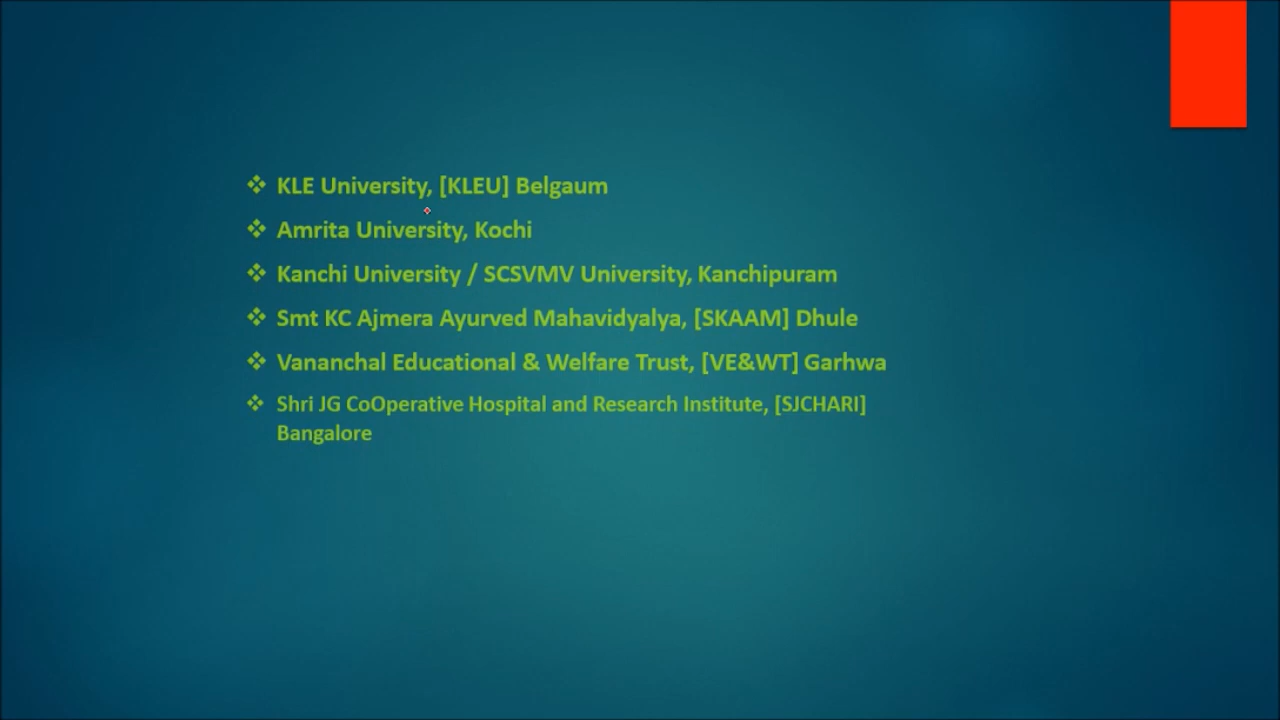 ❖ KLE University, [KLEU] Belgaum
❖ Amrita University, Kochi
❖ Kanchi University / SCSVMV University, Kanchipuram
❖ Smt KC Ajmera Ayurved Mahavidyalya, [SKAAM] Dhule
❖ Vananchal Educational & Welfare Trust, [VE&WT] Garhwa
❖ Shri JG CoOperative Hospital and Research Institute, [SJCHARI]
Bangalore